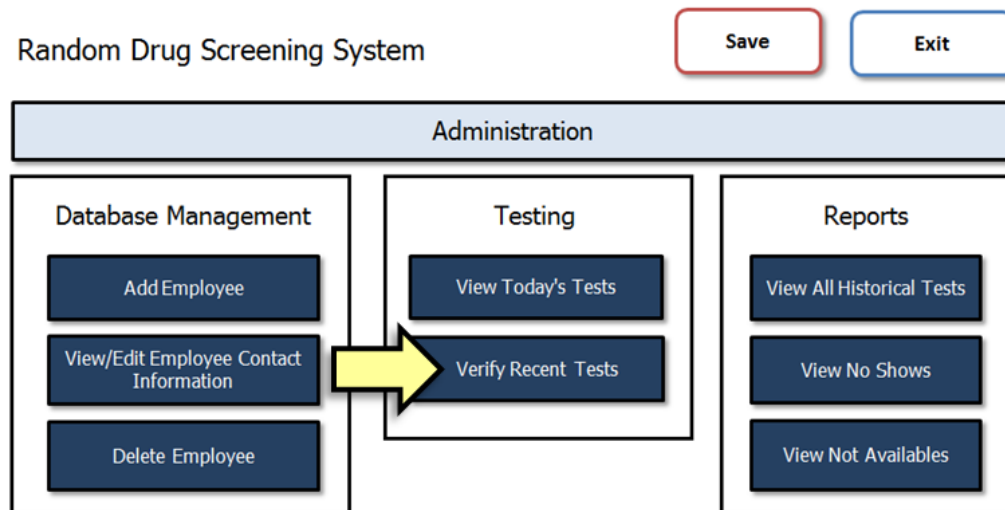 Random Drug Screening System
Save
Exit
Administration
Database Management
Add Employee
View/Edit Employee Contact
Information
Delete Employee
Testing
View Today's Tests
Verify Recent Tests
Reports
View All Historical Tests
View No Shows
View Not Availables